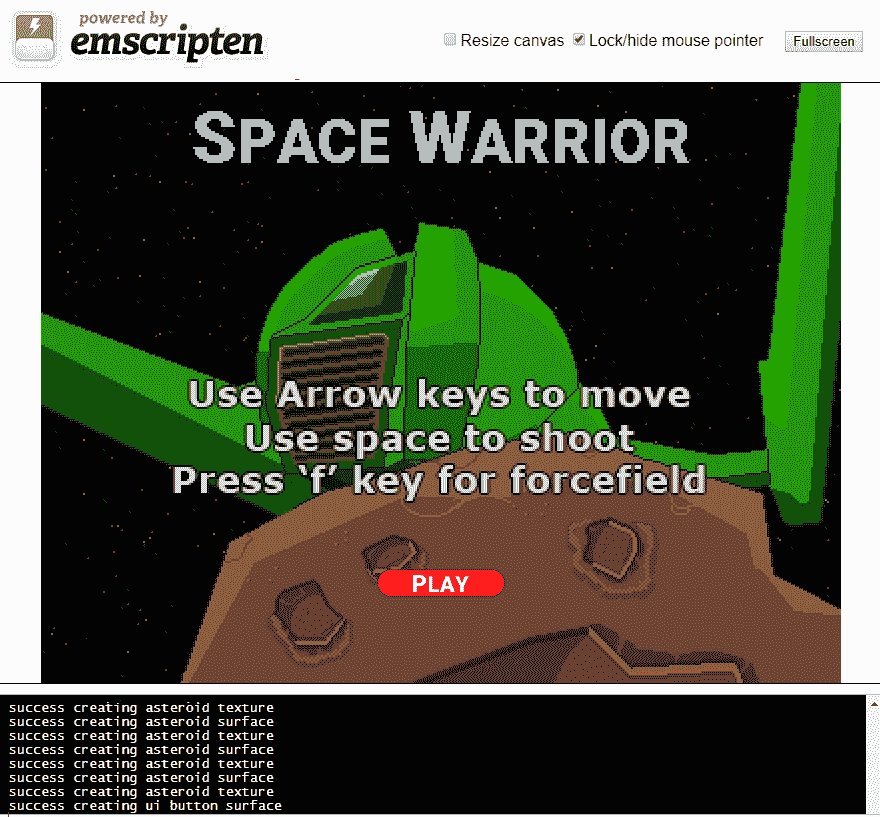 powered by
emscripten
Resize canvas Lock/hide mouse pointer Fullscreen
SPACE WARRIOR
Use Arrow keys to move
Use space to shoot
Press ‘f’ key for forcefield
PLAY
success creating asteroid texture
success creating asteroid surface
success creating asteroid texture
success creating asteroid surface
success creating asteroid texture
success creating asteroid surface
success creating asteroid texture
success creating ui button surface